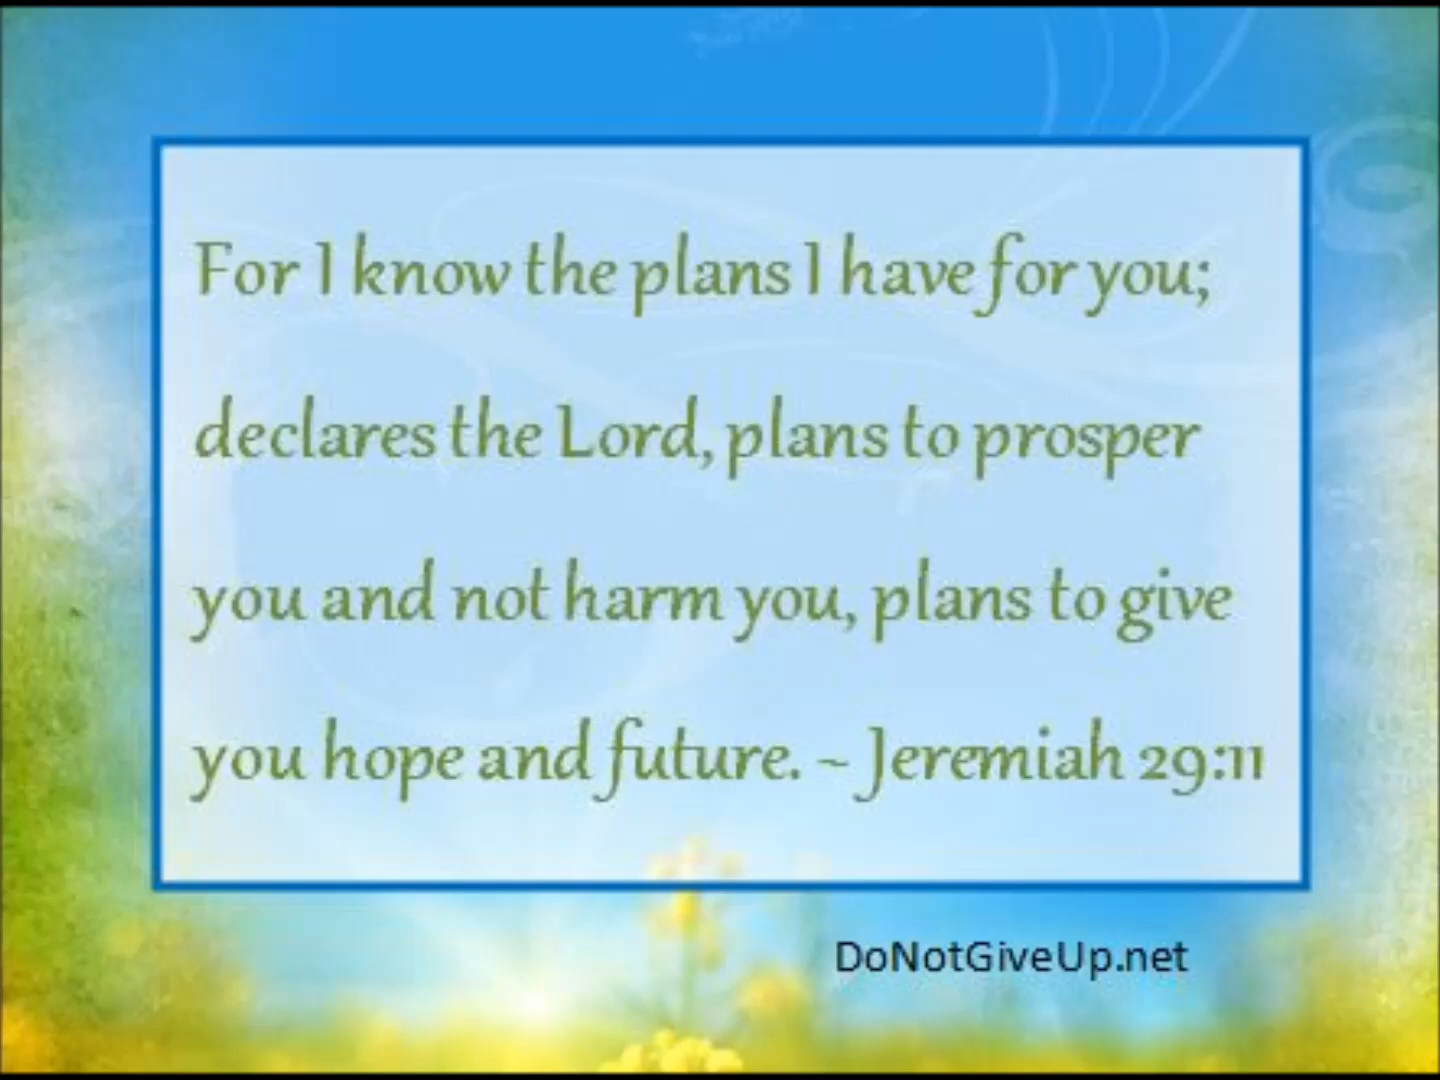 For I know the plans I have for you;
declares the Lord, plans to prosper
you and not harm you, plans to give
you hope and future. ~ Jeremiah 29:11
DoNotGiveUp.net